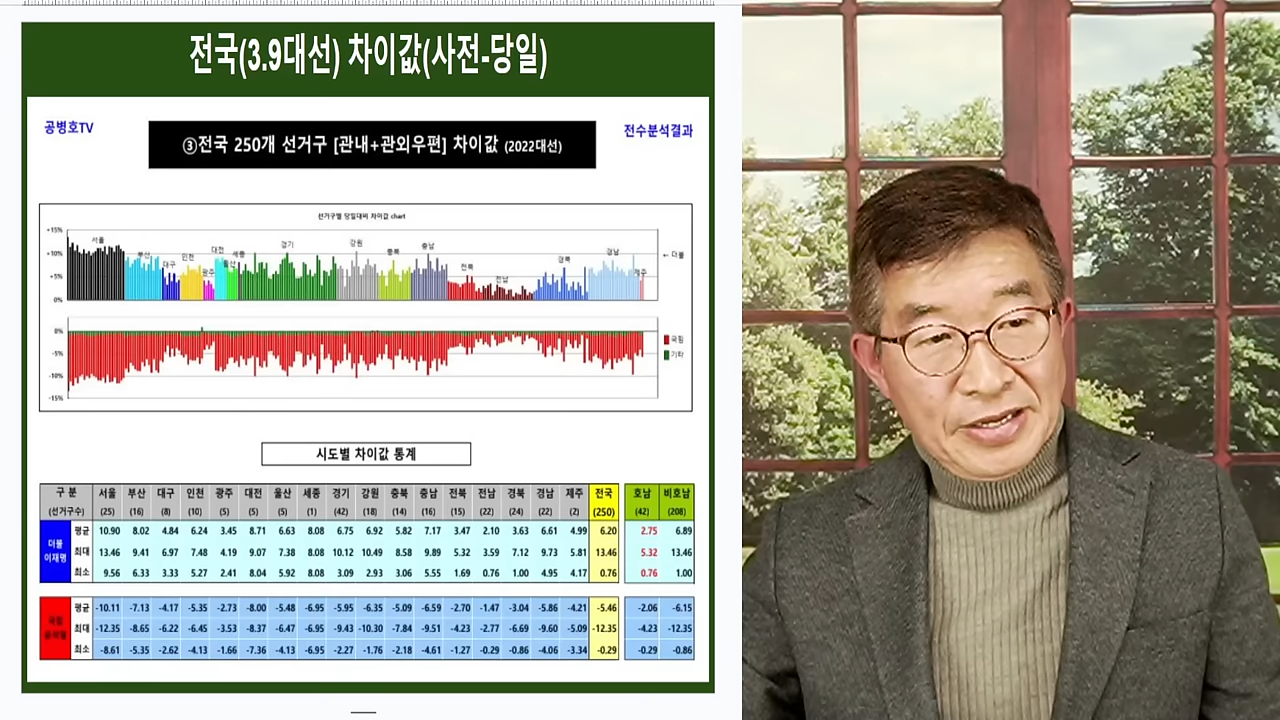 전국(3.9대선) 차이값(사전-당일)
공병호TV
전수분석결과
③전국 250개 선거구 [관내+관외우편] 차이값 (2022대선)
선거구별 당일대비 차이값 chart
+15%
+10%
+5%
0%
서울
부산
대구
인천
광주
대전
울산
세종
경기
강원
충북
충남
전북
전남
경북
경남
제주
← 더불
0%
-5%
-10%
-15%
국힘
기타
시도별 차이값 통계
구 분 서울 부산 대구 인천 광주 대전 울산 세종 경기 강원 충북 충남 전북 전남 경북 경남 제주 전국 호남 비호남
(선거구수) (25) (16) (8) (10) (5) (5) (5) (1) (42) (18) (14) (16) (15) (22) (24) (22) (2) (250) (42) (208)
더불
이재명
평균 10.90 8.02 4.84 6.24 3.45 8.71 6.63 8.08 6.75 6.92 5.82 7.17 3.47 2.10 3.63 6.61 4.99 6.20 2.75 6.89
최대 13.46 9.41 6.97 7.48 4.19 9.07 7.38 8.08 10.12 10.49 8.58 9.89 5.32 3.59 7.12 9.73 5.81 13.46 5.32 13.46
최소 9.56 6.33 3.33 5.27 2.41 8.04 5.92 8.08 3.09 2.93 3.06 5.55 1.69 0.76 1.00 4.95 4.17 0.76 0.76 1.00
국힘
윤석열
평균 -10.11 -7.13 -4.17 -5.35 -2.73 -8.00 -5.48 -6.95 -5.95 -6.35 -5.09 -6.59 -2.70 -1.47 -3.04 -5.86 -4.21 -5.46 -2.06 -6.15
최대 -12.35 -8.65 -6.22 -6.45 -3.53 -8.37 -6.47 -6.95 -9.43 -10.30 -7.84 -9.51 -4.23 -2.77 -6.69 -9.60 -5.09 -12.35 -4.23 -12.35
최소 -8.61 -5.35 -2.62 -4.13 -1.66 -7.36 -4.13 -6.95 -2.27 -1.76 -2.18 -4.61 -1.27 -0.29 -0.86 -4.06 -3.34 -0.29 -0.29 -0.86